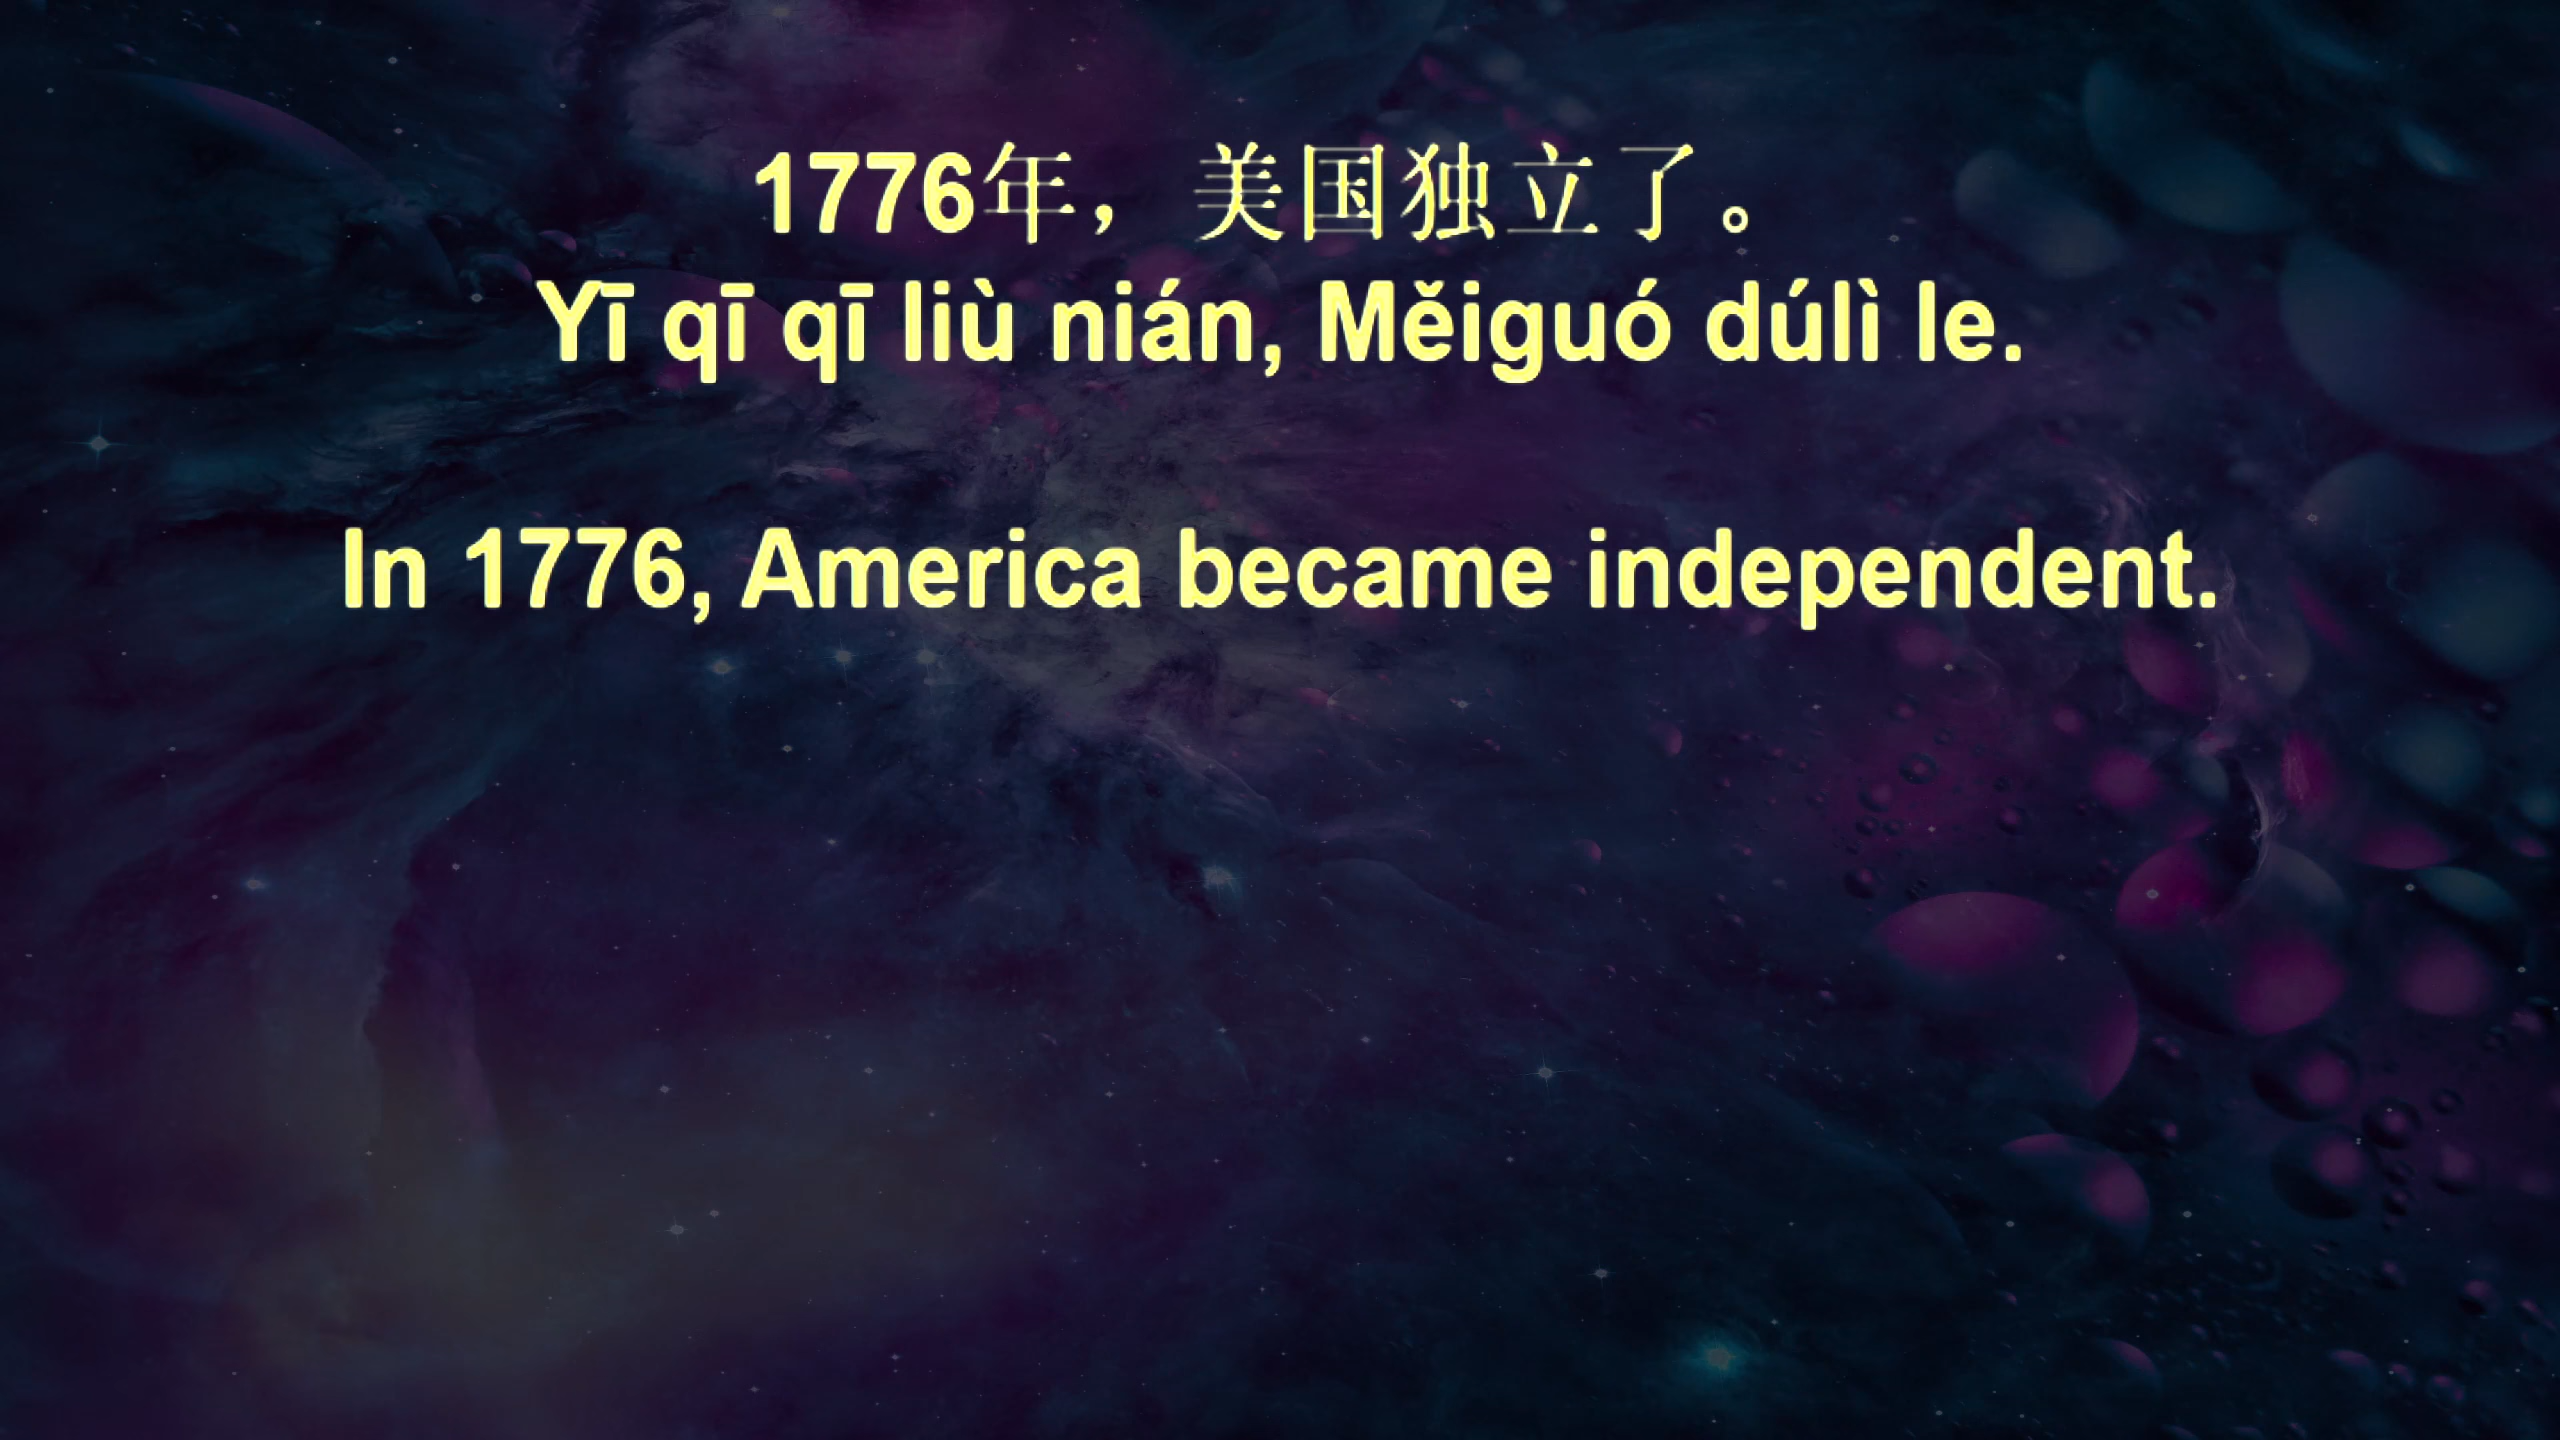 1776年，美国独立了。
Yī qī qī liù nián, Měiguó dúlì le.
In 1776, America became independent.